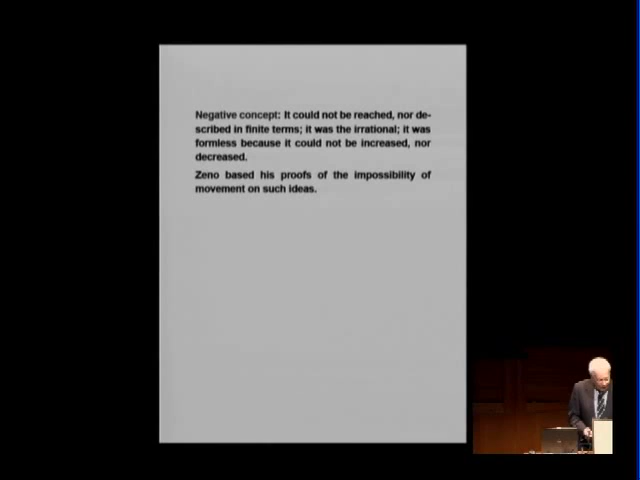 Negative concept: It could not be reached, nor de-
scribed in finite terms; it was the irrational; it was
formless because it could not be increased, nor
decreased.
Zeno based his proofs of the impossibility of
movement on such ideas.